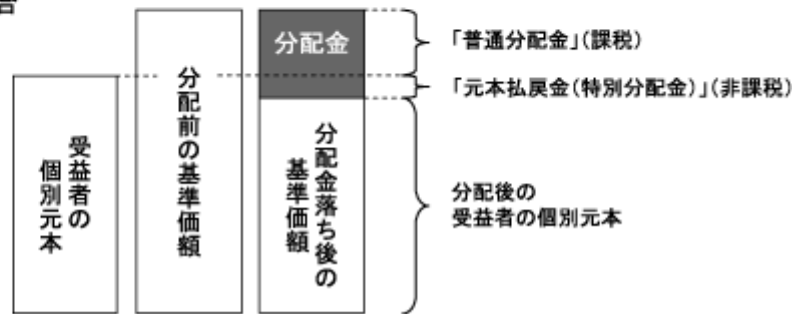 合
分配金
「普通分配金」(課税)
「元本払戻金(特別分配金)」(非課税)
受益者の
個別元本
分配前の基準価額
分配金落ち後の
基準価額
分配後の
受益者の個別元本